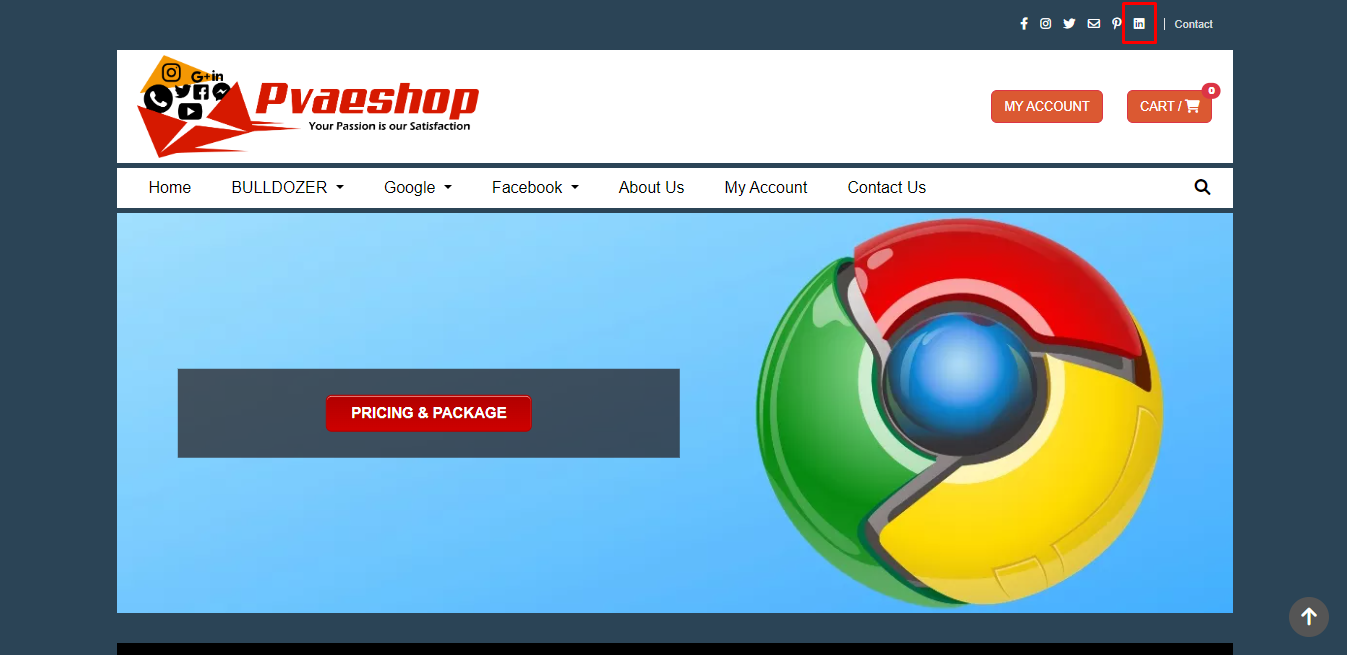 in
Contact
G+in
Pvaeshop
Your Passion is our Satisfaction
MY ACCOUNT
CART /
0
Home
BULLDOZER
Google
Facebook
About Us
My Account
Contact Us
PRICING & PACKAGE